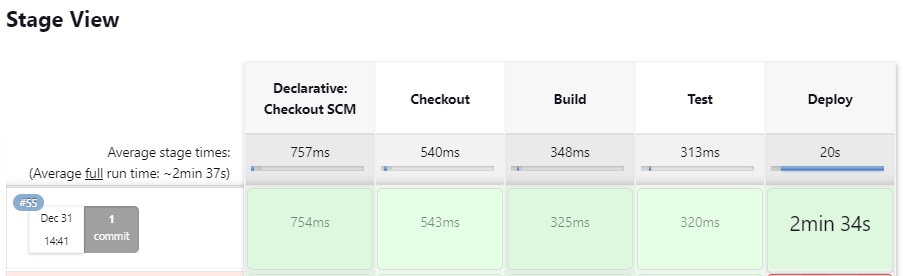 Stage View
Declarative:
Checkout SCM
Checkout
Build
Test
Deploy
Average stage times:
(Average full run time: ~2min 37s)
757ms
540ms
348ms
313ms
20s
#55
Dec 31
14:41
1
commit
754ms
543ms
325ms
320ms
2min 34s